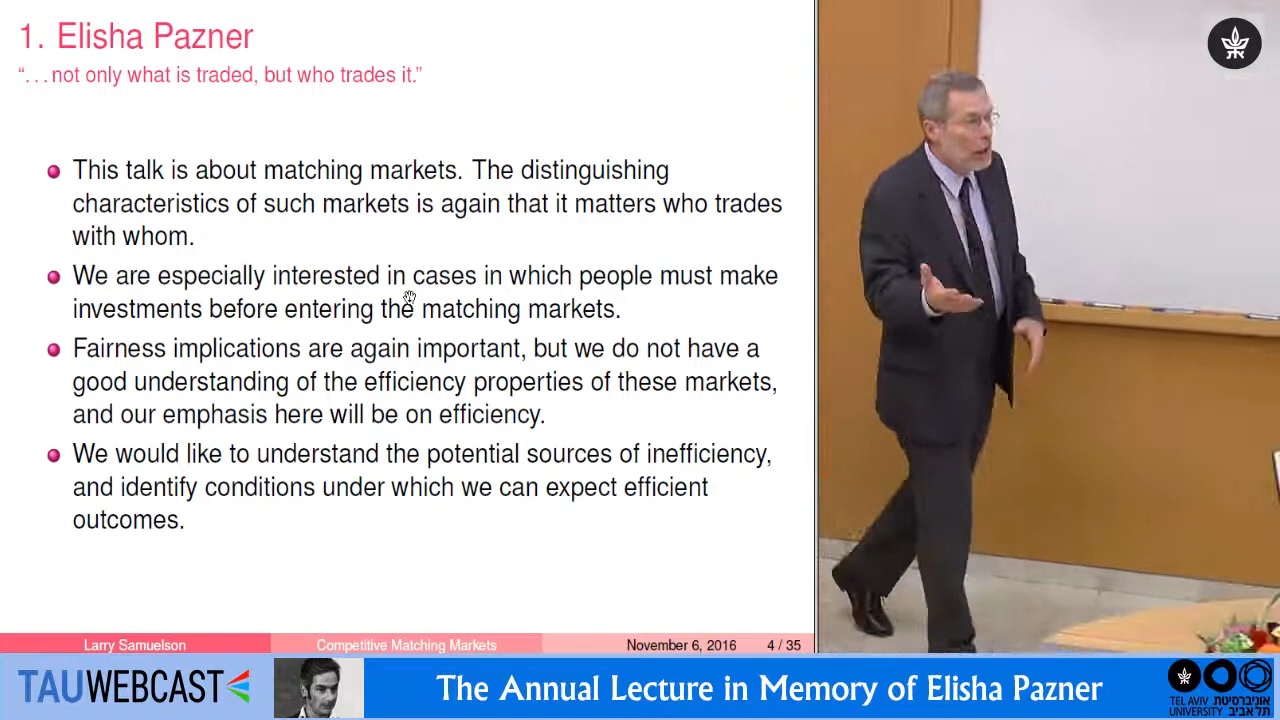 1. Elisha Pazner
“. . . not only what is traded, but who trades it.”
This talk is about matching markets. The distinguishing
characteristics of such markets is again that it matters who trades
with whom.
We are especially interested in cases in which people must make
investments before entering the matching markets.
Fairness implications are again important, but we do not have a
good understanding of the efficiency properties of these markets,
and our emphasis here will be on efficiency.
We would like to understand the potential sources of inefficiency,
and identify conditions under which we can expect efficient
outcomes.
Larry Samuelson
Competitive Matching Markets
November 6, 2016
4 / 35
TAUWEBCAST
The Annual Lecture in Memory of Elisha Pazner
TEL AVIV אוניברסיטת
UNIVERSITY תל אביב